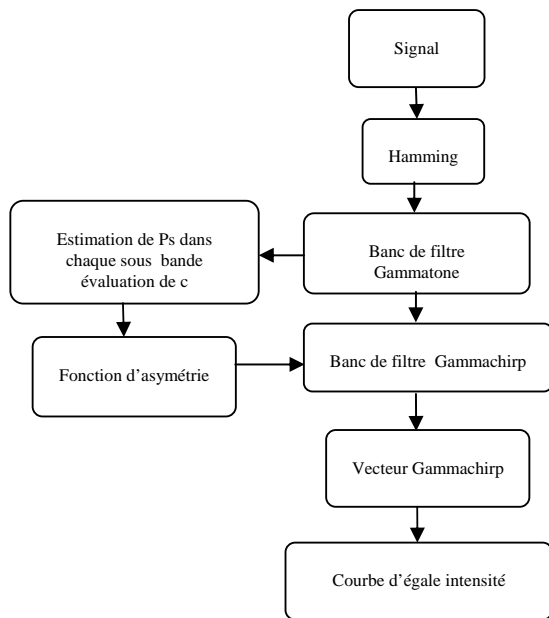 Signal
Hamming
Estimation de Ps dans
chaque sous bande
évaluation de c
Banc de filtre
Gammatone
Fonction d'asymétrie
Banc de filtre Gammachirp
Vecteur Gammachirp
Courbe d'égale intensité